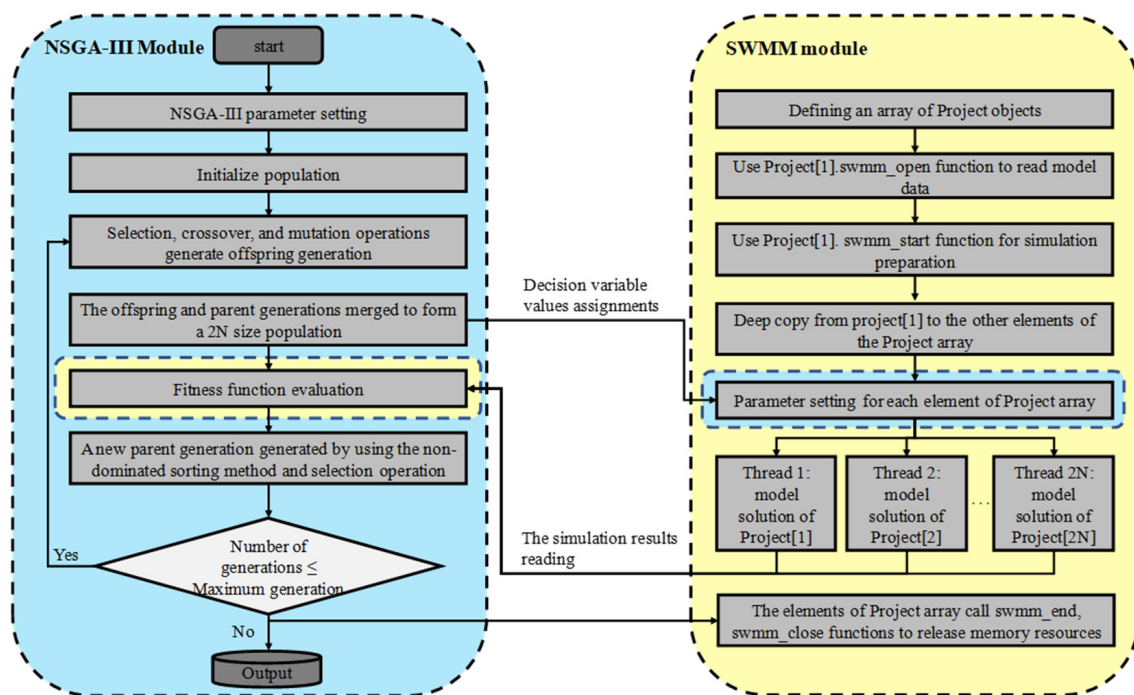 NSGA-III Module
start
NSGA-III parameter setting
Initialize population
Selection, crossover, and mutation operations
generate offspring generation
The offspring and parent generations merged to form
a 2N size population
Fitness function evaluation
A new parent generation generated by using the non-
dominated sorting method and selection operation
Yes
Number of
generations ≤
Maximum generation
No
Output
Decision variable
values assignments
The simulation results
reading
SWMM module
Defining an array of Project objects
Use Project[1].swmm_open function to read model
data
Use Project[1]. swmm_start function for simulation
preparation
Deep copy from project[1] to the other elements of
the Project array
Parameter setting for each element of Project array
Thread 1:
model
solution of
Project[1]
Thread 2:
model
solution of
Project[2]
...
Thread 2N:
model
solution of
Project[2N]
The elements of Project array call swmm_end,
swmm_close functions to release memory resources